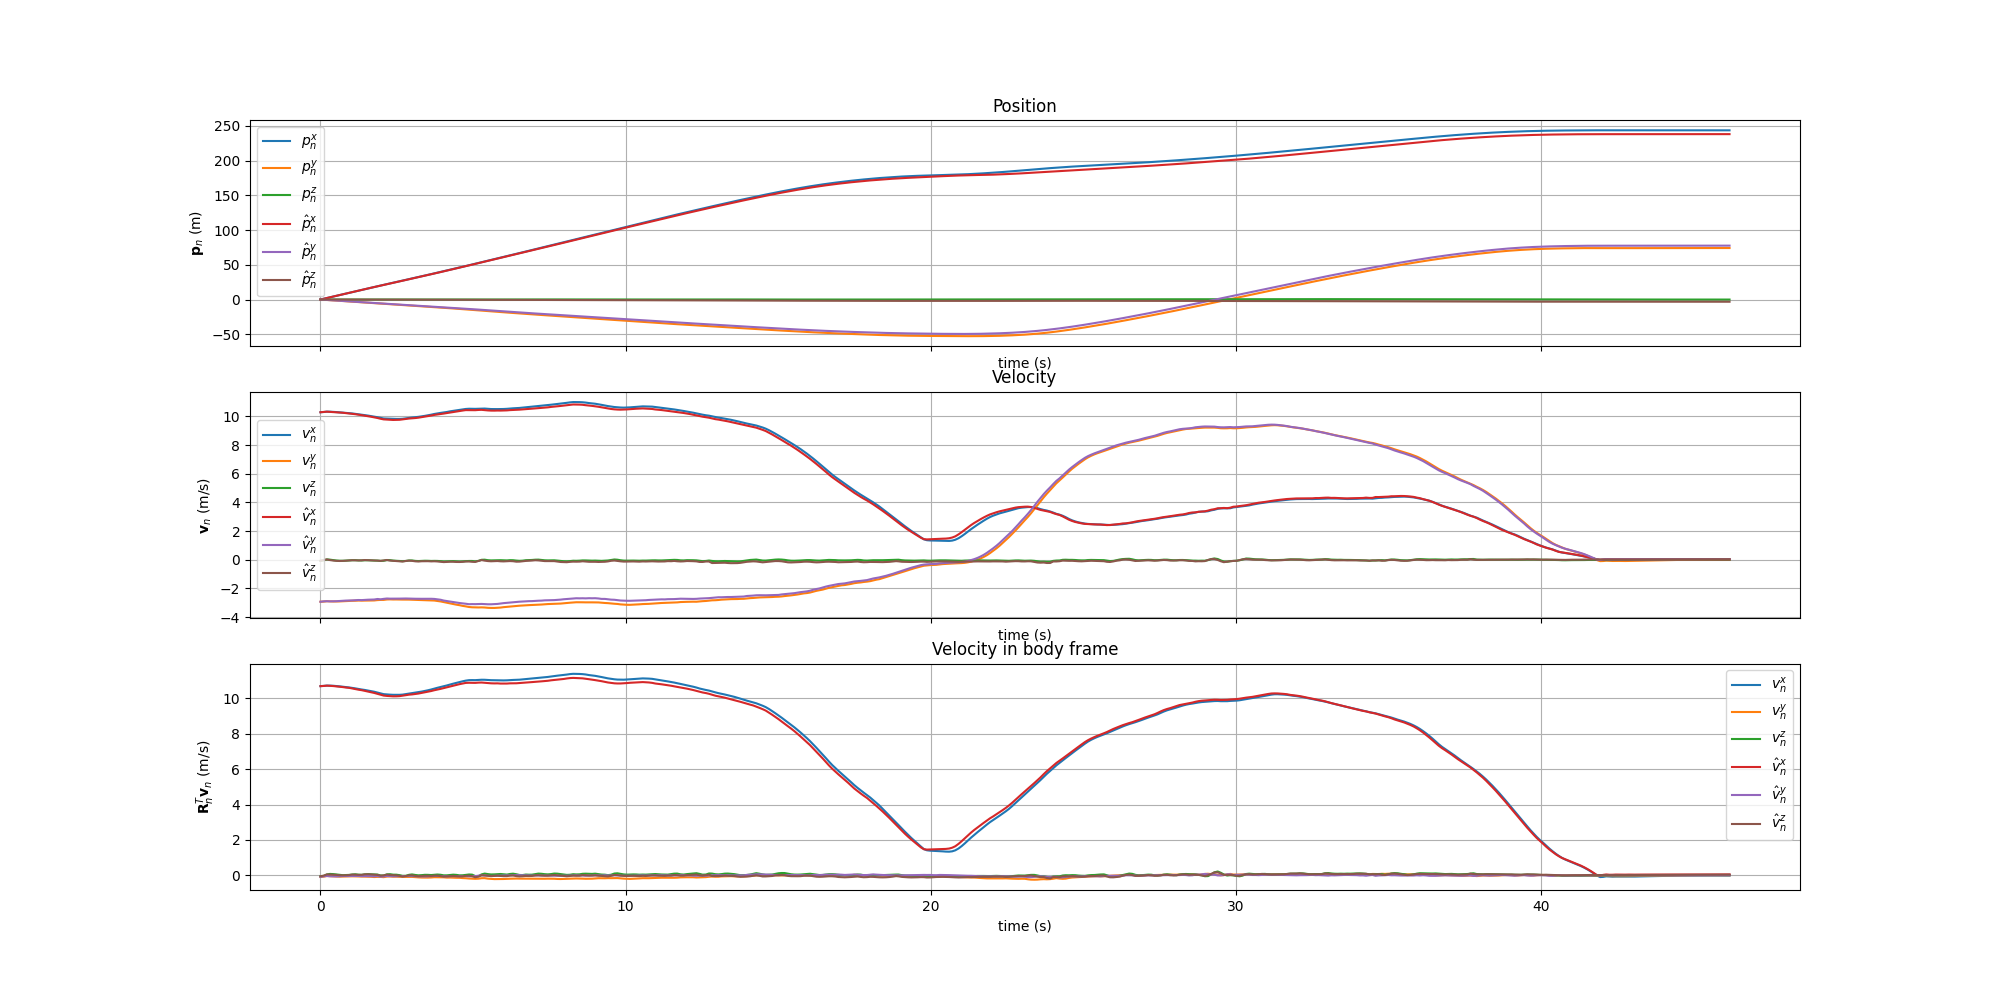 Position
250
200
150
100
50
0
−50
p_n (m)
p_n^x
p_n^y
p_n^z
p̂_n^x
p̂_n^y
p̂_n^z
time (s)
Velocity
10
8
6
4
2
0
−2
−4
v_n (m/s)
v_n^x
v_n^y
v_n^z
v̂_n^x
v̂_n^y
v̂_n^z
time (s)
Velocity in body frame
10
8
6
4
2
0
R_n^T v_n (m/s)
v_n^x
v_n^y
v_n^z
v̂_n^x
v̂_n^y
v̂_n^z
0 10 20 30 40
time (s)